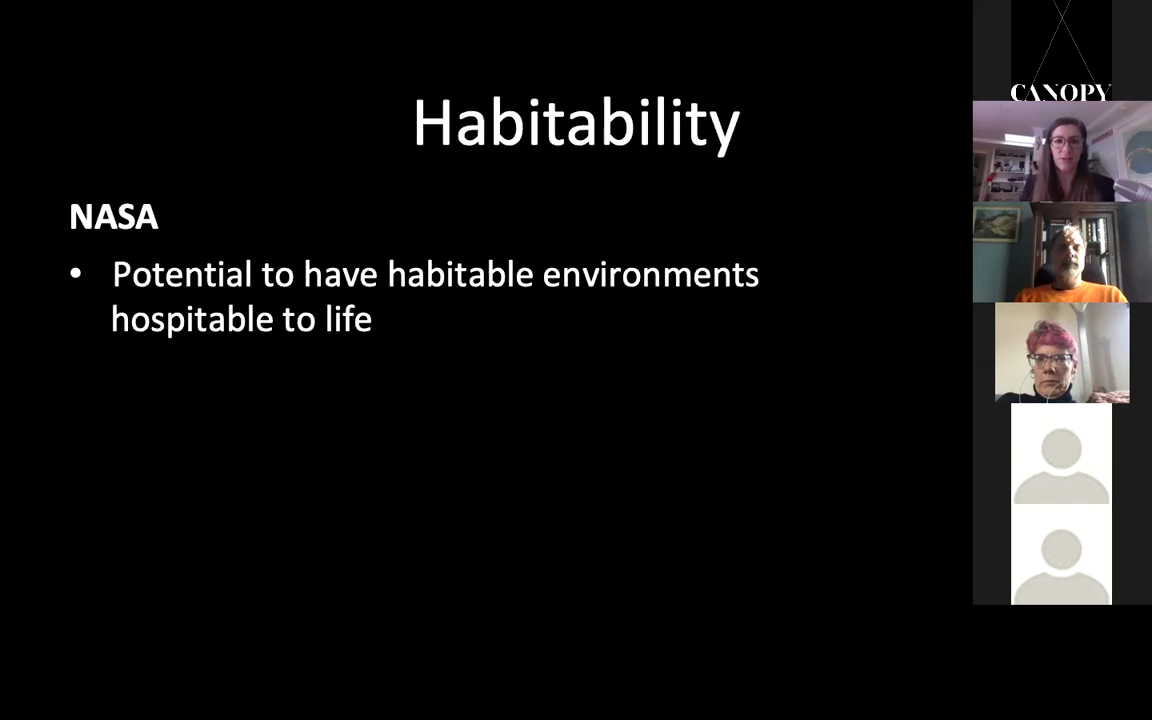 Habitability
NASA
• Potential to have habitable environments
hospitable to life
CANOPY